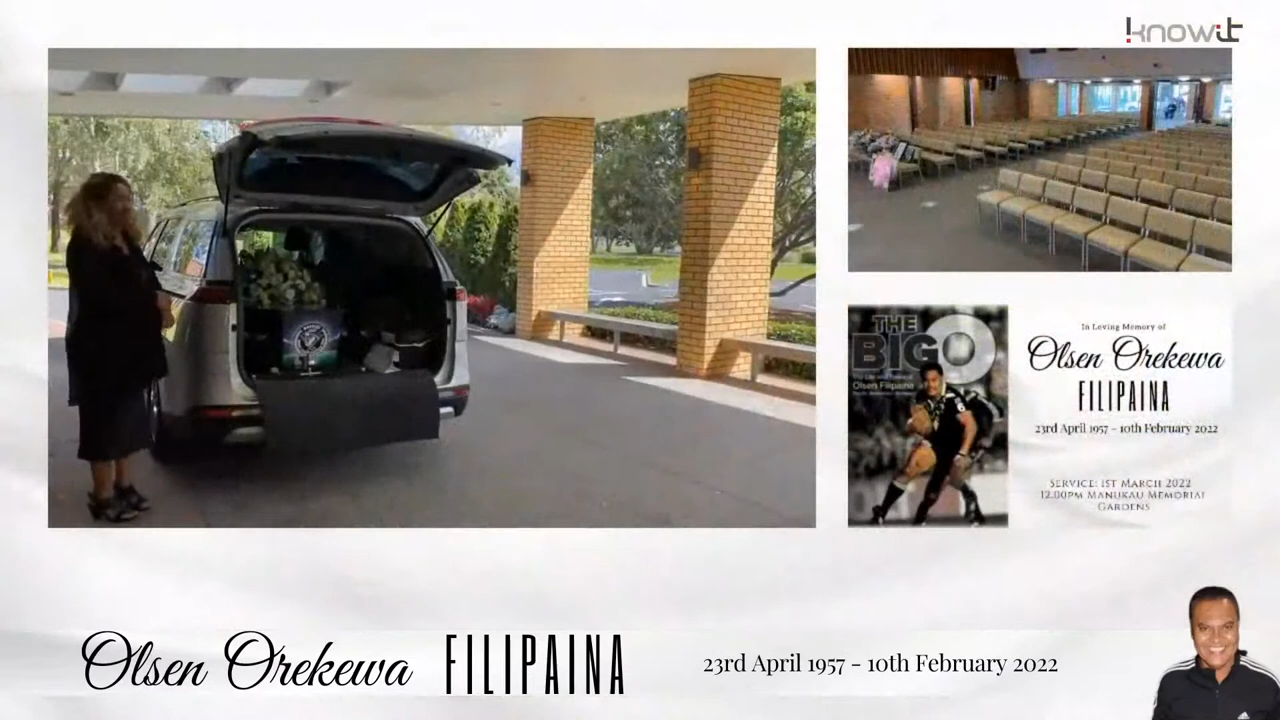 !knowit
THE
BIG O
Olsen Filipaina
In Loving Memory of
Olsen Orekewa
FILIPAINA
23rd April 1957 - 10th February 2022
SERVICE: 1ST MARCH 2022
12.00PM MANUKAU MEMORIAL
GARDENS
Olsen Orekewa FILIPAINA
23rd April 1957 - 10th February 2022